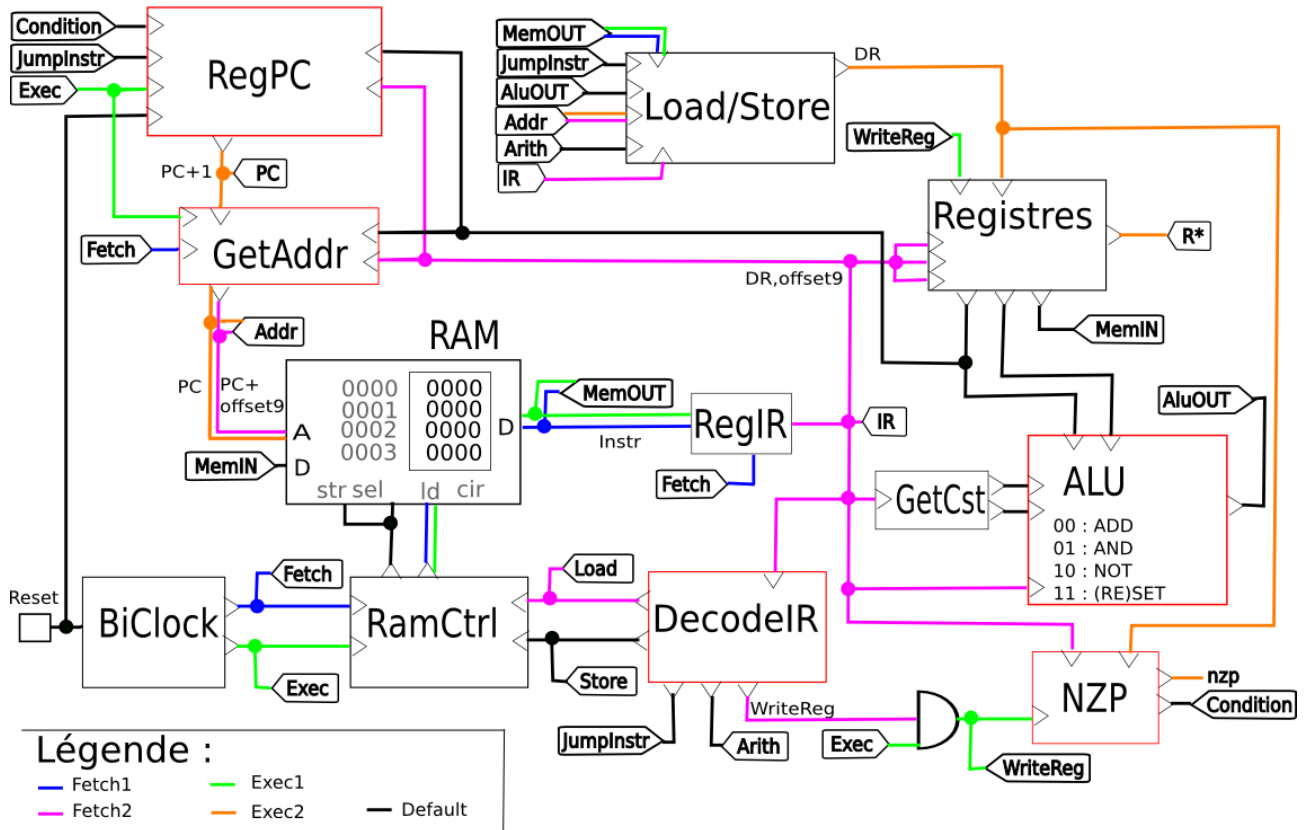 Condition
JumpInstr
Exec
RegPC
PC+1
PC
Fetch
GetAddr
Addr
PC
PC+
offset9
MemOUT
JumpInstr
AluOUT
Addr
Arith
IR
Load/Store
DR
WriteReg
Registres
R*
DR,offset9
MemIN
RAM
0000 0000
0001 0000
0002 0000
0003 0000
A
D
D
MemIN
str sel ld cir
MemOUT
Instr
RegIR
Fetch
IR
GetCst
AluOUT
ALU
00 : ADD
01 : AND
10 : NOT
11 : (RE)SET
Reset
BiClock
Fetch
Exec
RamCtrl
Load
Store
DecodeIR
JumpInstr
Arith
WriteReg
Exec
WriteReg
NZP
nzp
Condition
Légende :
Fetch1
Exec1
Fetch2
Exec2
Default